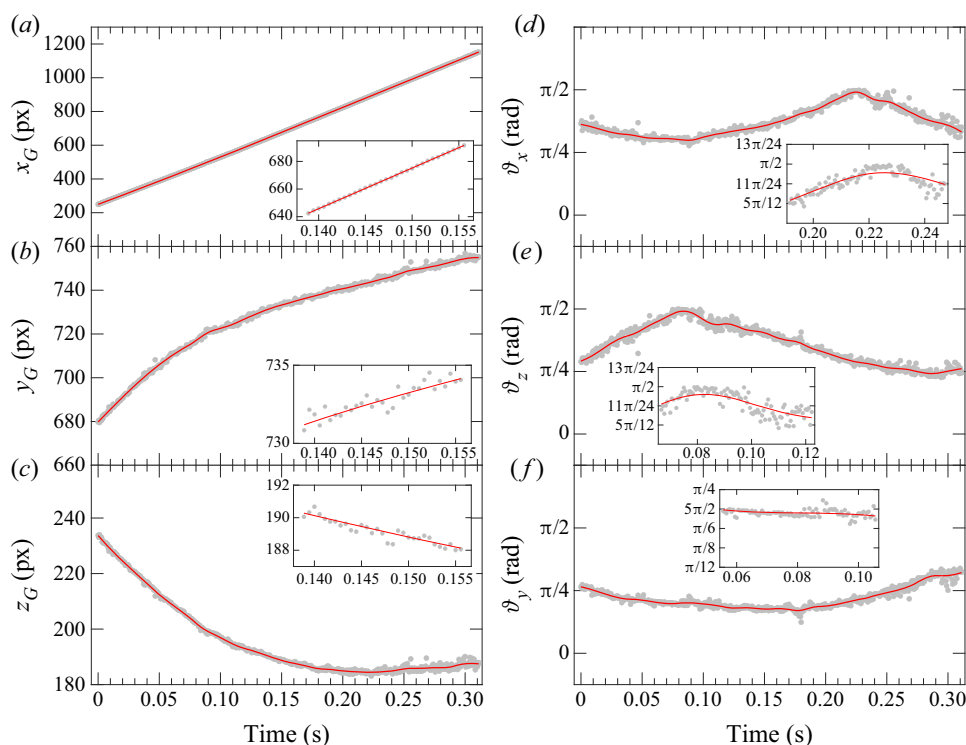 (a)
1200
1000
800
600
400
200
x_G (px)
680
660
640
0.140 0.145 0.150 0.155
(b)
760
740
720
700
680
660
y_G (px)
735
730
0.140 0.145 0.150 0.155
(c)
240
220
200
180
z_G (px)
192
190
188
0.140 0.145 0.150 0.155
0 0.05 0.10 0.15 0.20 0.25 0.30
Time (s)
(d)
π/2
π/4
0
ϑ_x (rad)
13π/24
π/2
11π/24
5π/12
0.20 0.22 0.24
(e)
π/2
π/4
0
ϑ_z (rad)
13π/24
π/2
11π/24
5π/12
0.08 0.10 0.12
(f)
π/2
π/4
0
ϑ_y (rad)
π/4
5π/2
π/6
π/8
π/12
0.06 0.08 0.10
0 0.05 0.10 0.15 0.20 0.25 0.30
Time (s)